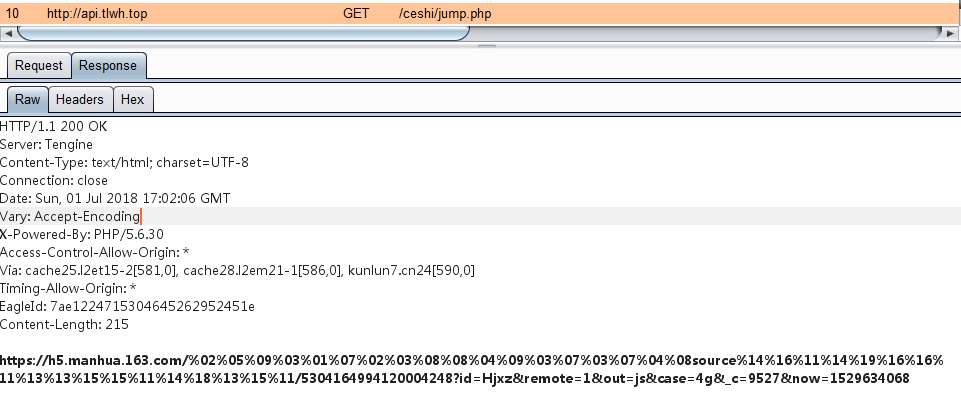 10 http://api.tlwh.top GET /ceshi/jump.php
Request Response
Raw Headers Hex
HTTP/1.1 200 OK
Server: Tengine
Content-Type: text/html; charset=UTF-8
Connection: close
Date: Sun, 01 Jul 2018 17:02:06 GMT
Vary: Accept-Encoding
X-Powered-By: PHP/5.6.30
Access-Control-Allow-Origin: *
Via: cache25.l2et15-2[581,0], cache28.l2em21-1[586,0], kunlun7.cn24[590,0]
Timing-Allow-Origin: *
EagleId: 7ae1224715304645262952451e
Content-Length: 215
https://h5.manhua.163.com/%02%05%09%03%01%07%02%03%08%08%04%09%03%07%03%07%04%08source%14%16%11%14%19%16%16%
11%13%13%15%15%11%14%18%13%15%11/5304164994120004248?id=Hjxz&remote=1&out=js&case=4g&_c=9527&now=1529634068